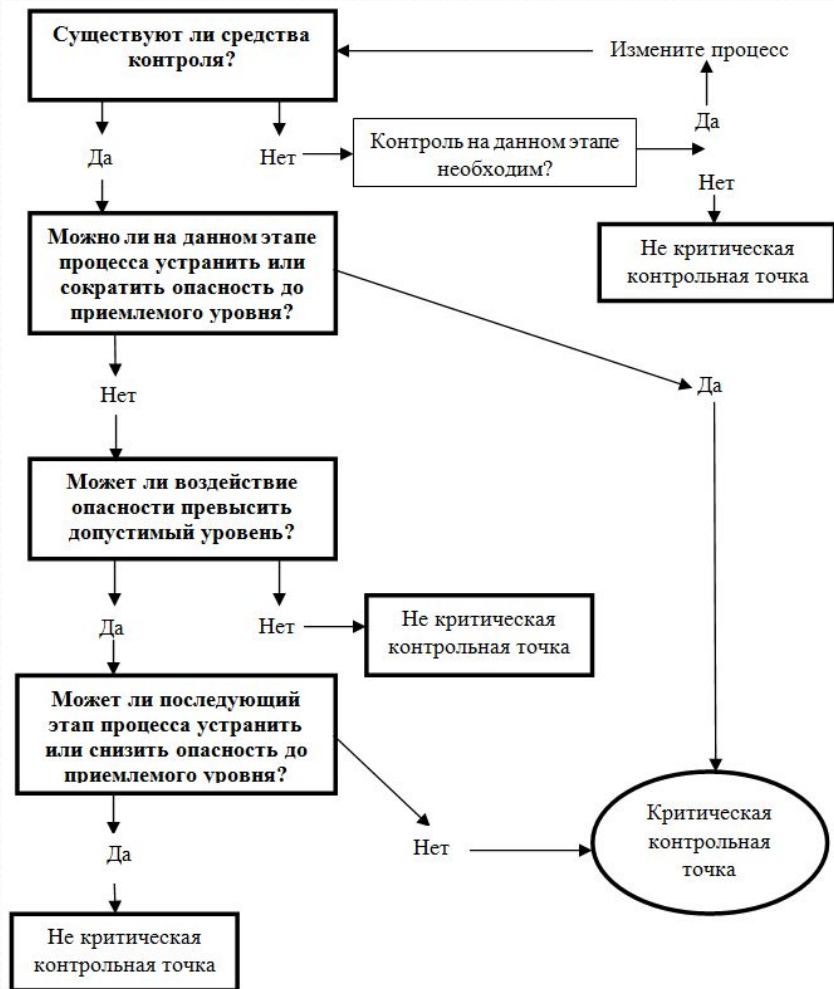 Существуют ли средства
контроля?
Измените процесс
Да
Да
Нет
Контроль на данном этапе
необходим?
Нет
Можно ли на данном этапе
процесса устранить или
сократить опасность до
приемлемого уровня?
Не критическая
контрольная точка
Да
Нет
Может ли воздействие
опасности превысить
допустимый уровень?
Да
Нет
Не критическая
контрольная точка
Может ли последующий
этап процесса устранить
или снизить опасность до
приемлемого уровня?
Да
Нет
Критическая
контрольная
точка
Не критическая
контрольная точка